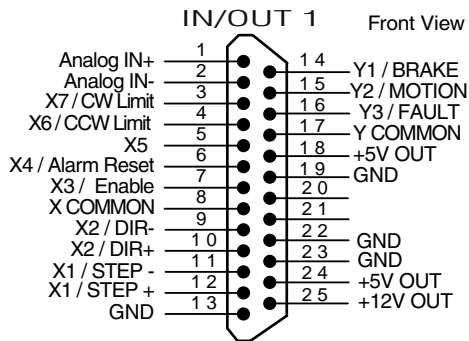 IN/OUT 1
Front View
Analog IN+ 1
Analog IN- 2
X7 / CW Limit 3
X6 / CCW Limit 4
X5 5
X4 / Alarm Reset 6
X3 / Enable 7
X COMMON 8
X2 / DIR- 9
X2 / DIR+ 10
X1 / STEP - 11
X1 / STEP + 12
GND 13
14 Y1 / BRAKE
15 Y2 / MOTION
16 Y3 / FAULT
17 Y COMMON
18 +5V OUT
19 GND
20
21
22 GND
23 GND
24 +5V OUT
25 +12V OUT